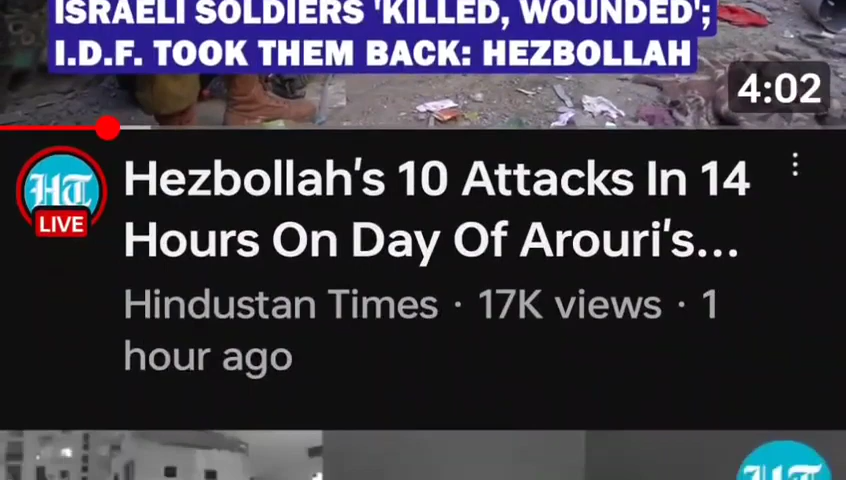 ISRAELI SOLDIERS 'KILLED, WOUNDED';
I.D.F. TOOK THEM BACK: HEZBOLLAH
4:02
HT
LIVE
Hezbollah's 10 Attacks In 14
Hours On Day Of Arouri's...
Hindustan Times · 17K views · 1
hour ago
HT